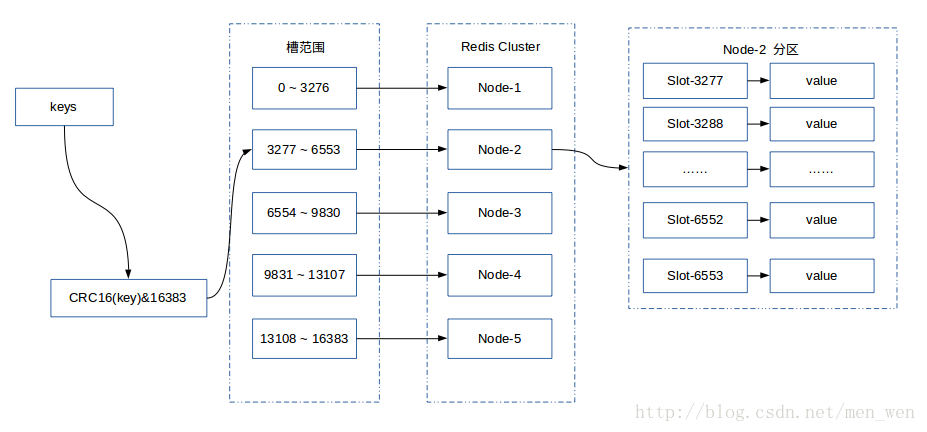 keys
CRC16(key)&16383
槽范围
0 ~ 3276
3277 ~ 6553
6554 ~ 9830
9831 ~ 13107
13108 ~ 16383
Redis Cluster
Node-1
Node-2
Node-3
Node-4
Node-5
Node-2 分区
Slot-3277
value
Slot-3288
value
......
......
Slot-6552
value
Slot-6553
value
http://blog.csdn.net/men_wen